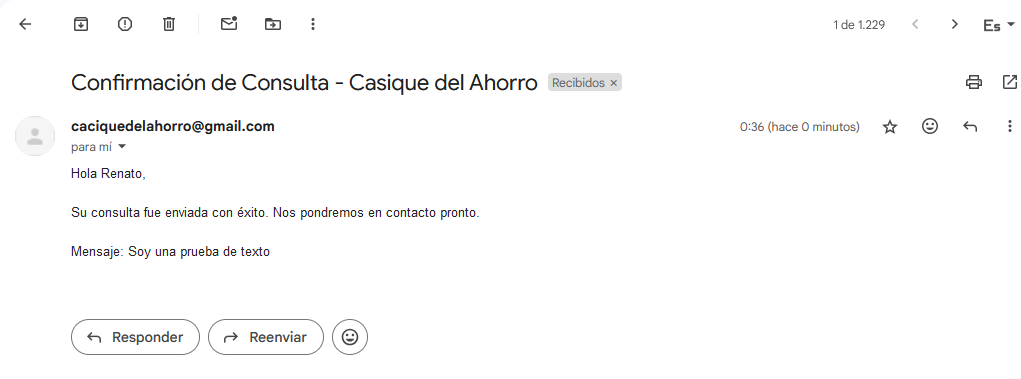 1 de 1.229
Es
Confirmación de Consulta - Casique del Ahorro Recibidos ×
caciquedelahorro@gmail.com 0:36 (hace 0 minutos)
para mí
Hola Renato,
Su consulta fue enviada con éxito. Nos pondremos en contacto pronto.
Mensaje: Soy una prueba de texto
Responder Reenviar